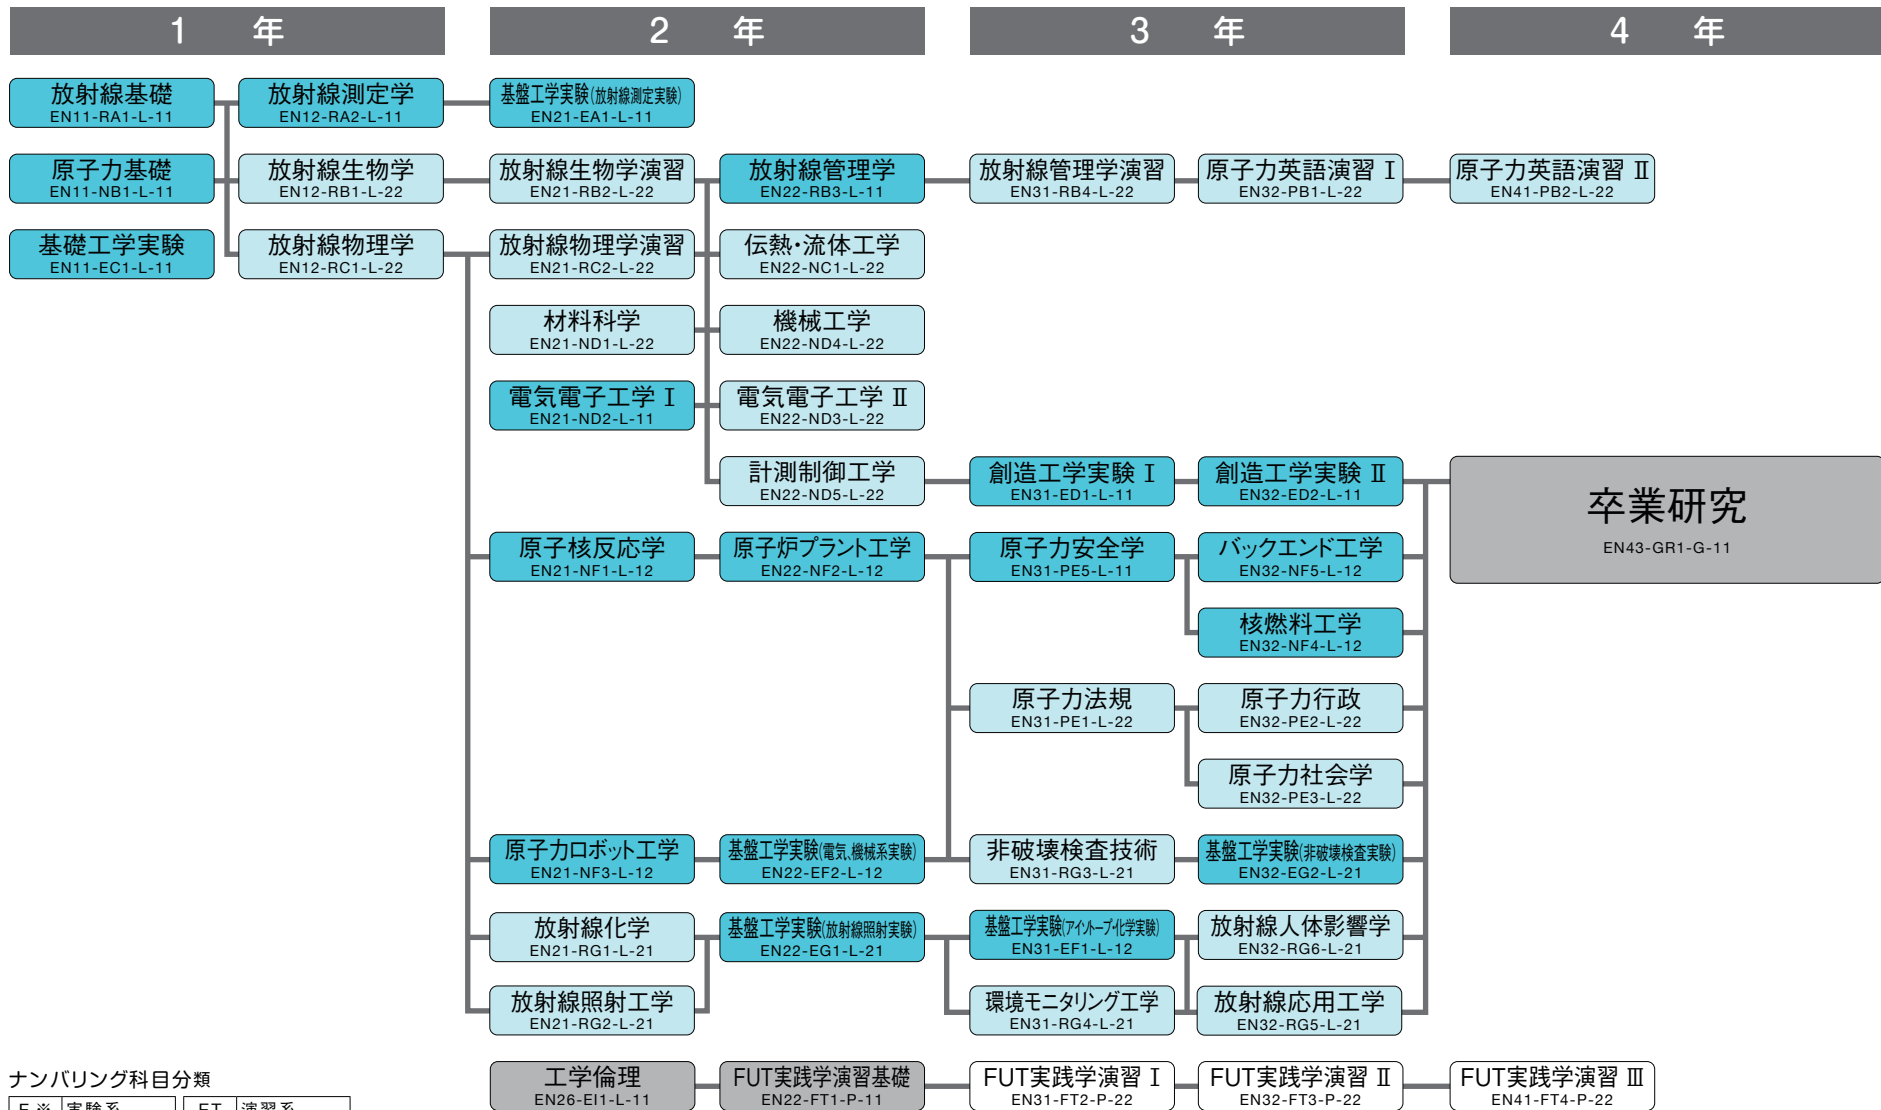 1 年
2 年
3 年
4 年
放射線基礎
EN11-RA1-L-11
放射線測定学
EN12-RA2-L-11
基盤工学実験(放射線測定実験)
EN21-EA1-L-11
原子力基礎
EN11-NB1-L-11
放射線生物学
EN12-RB1-L-22
放射線生物学演習
EN21-RB2-L-22
放射線管理学
EN22-RB3-L-11
放射線管理学演習
EN31-RB4-L-22
原子力英語演習 Ⅰ
EN32-PB1-L-22
原子力英語演習 Ⅱ
EN41-PB2-L-22
基礎工学実験
EN11-EC1-L-11
放射線物理学
EN12-RC1-L-22
放射線物理学演習
EN21-RC2-L-22
伝熱・流体工学
EN22-NC1-L-22
材料科学
EN21-ND1-L-22
機械工学
EN22-ND4-L-22
電気電子工学 Ⅰ
EN21-ND2-L-11
電気電子工学 Ⅱ
EN22-ND3-L-22
計測制御工学
EN22-ND5-L-22
創造工学実験 Ⅰ
EN31-ED1-L-11
創造工学実験 Ⅱ
EN32-ED2-L-11
卒業研究
EN43-GR1-G-11
原子核反応学
EN21-NF1-L-12
原子炉プラント工学
EN22-NF2-L-12
原子力安全学
EN31-PE5-L-11
バックエンド工学
EN32-NF5-L-12
核燃料工学
EN32-NF4-L-12
原子力法規
EN31-PE1-L-22
原子力行政
EN32-PE2-L-22
原子力社会学
EN32-PE3-L-22
原子力ロボット工学
EN21-NF3-L-12
基盤工学実験(電気、機械系実験)
EN22-EF2-L-12
非破壊検査技術
EN31-RG3-L-21
基盤工学実験(非破壊検査実験)
EN32-EG2-L-21
放射線化学
EN21-RG1-L-21
基盤工学実験(放射線照射実験)
EN22-EG1-L-21
基盤工学実験(アイソトープ・化学実験)
EN31-EF1-L-12
放射線人体影響学
EN32-RG6-L-21
放射線照射工学
EN21-RG2-L-21
環境モニタリング工学
EN31-RG4-L-21
放射線応用工学
EN32-RG5-L-21
工学倫理
EN26-EI1-L-11
FUT実践学演習基礎
EN22-FT1-P-11
FUT実践学演習 Ⅰ
EN31-FT2-P-22
FUT実践学演習 Ⅱ
EN32-FT3-P-22
FUT実践学演習 Ⅲ
EN41-FT4-P-22
ナンバリング科目分類
E※ 実験系 FT 演習系